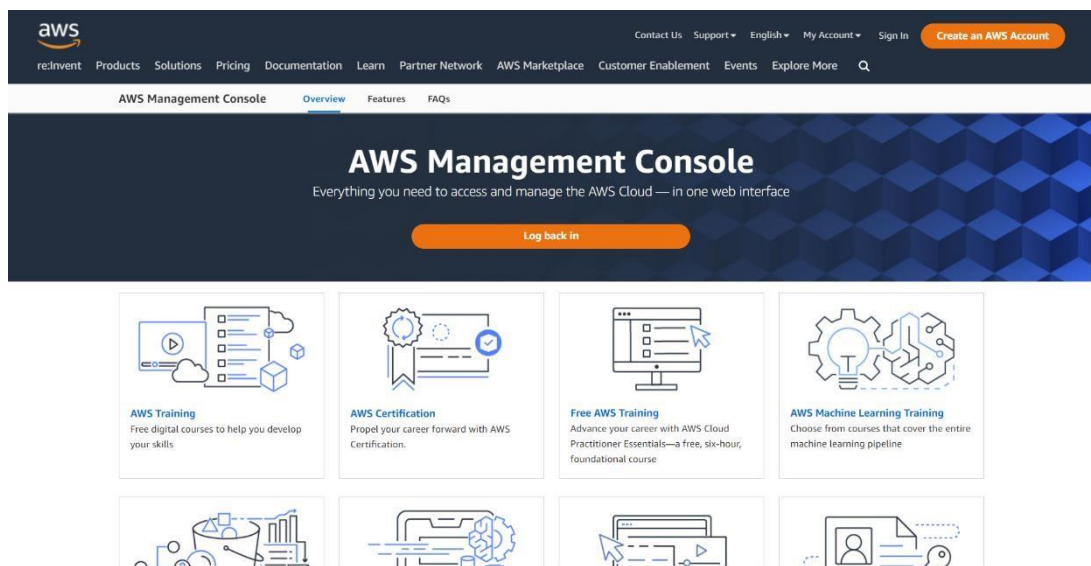 aws
Contact Us Support English My Account Sign In Create an AWS Account
re:Invent Products Solutions Pricing Documentation Learn Partner Network AWS Marketplace Customer Enablement Events Explore More
AWS Management Console Overview Features FAQs
AWS Management Console
Everything you need to access and manage the AWS Cloud — in one web interface
Log back in
AWS Training
Free digital courses to help you develop
your skills
AWS Certification
Propel your career forward with AWS
Certification.
Free AWS Training
Advance your career with AWS Cloud
Practitioner Essentials—a free, six-hour,
foundational course
AWS Machine Learning Training
Choose from courses that cover the entire
machine learning pipeline